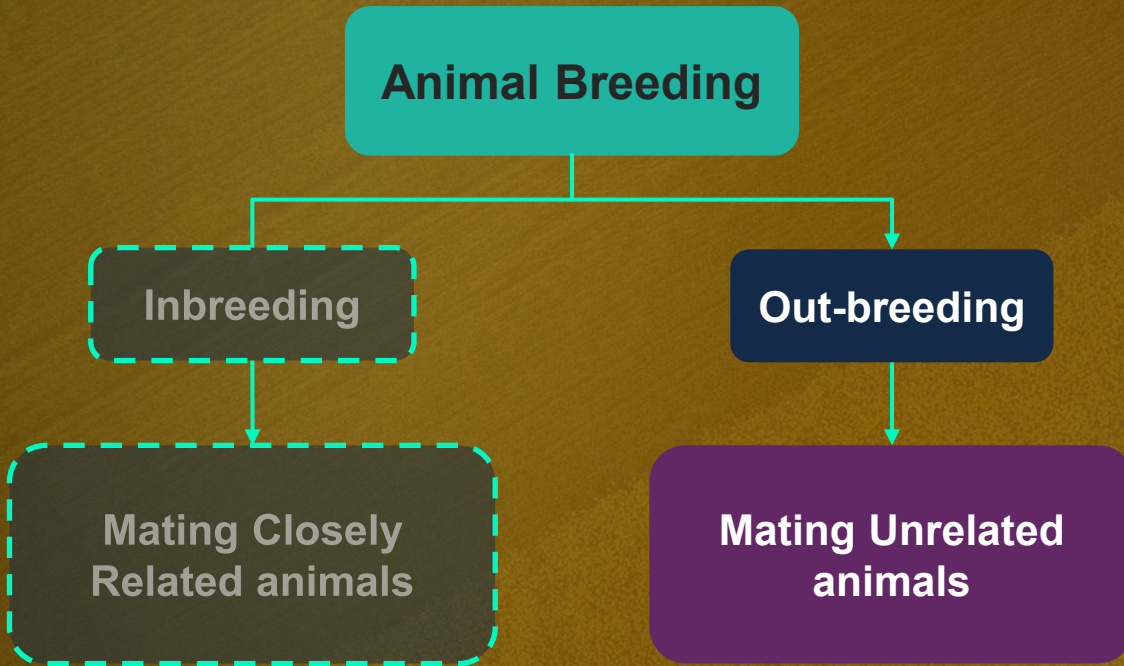 Animal Breeding
Inbreeding
Out-breeding
Mating Closely
Related animals
Mating Unrelated
animals